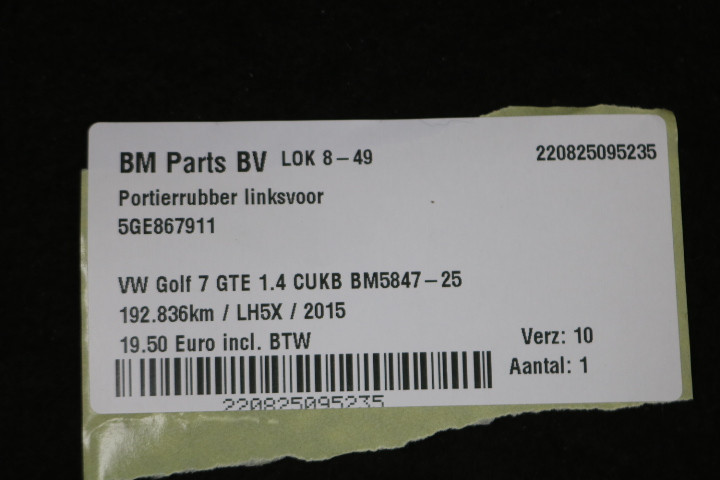 BM Parts BV LOK 8-49 220825095235
Portierrubber linksvoor
5GE867911
VW Golf 7 GTE 1.4 CUKB BM5847-25
192.836km / LH5X / 2015
19.50 Euro incl. BTW Verz: 10
Aantal: 1
220825095235